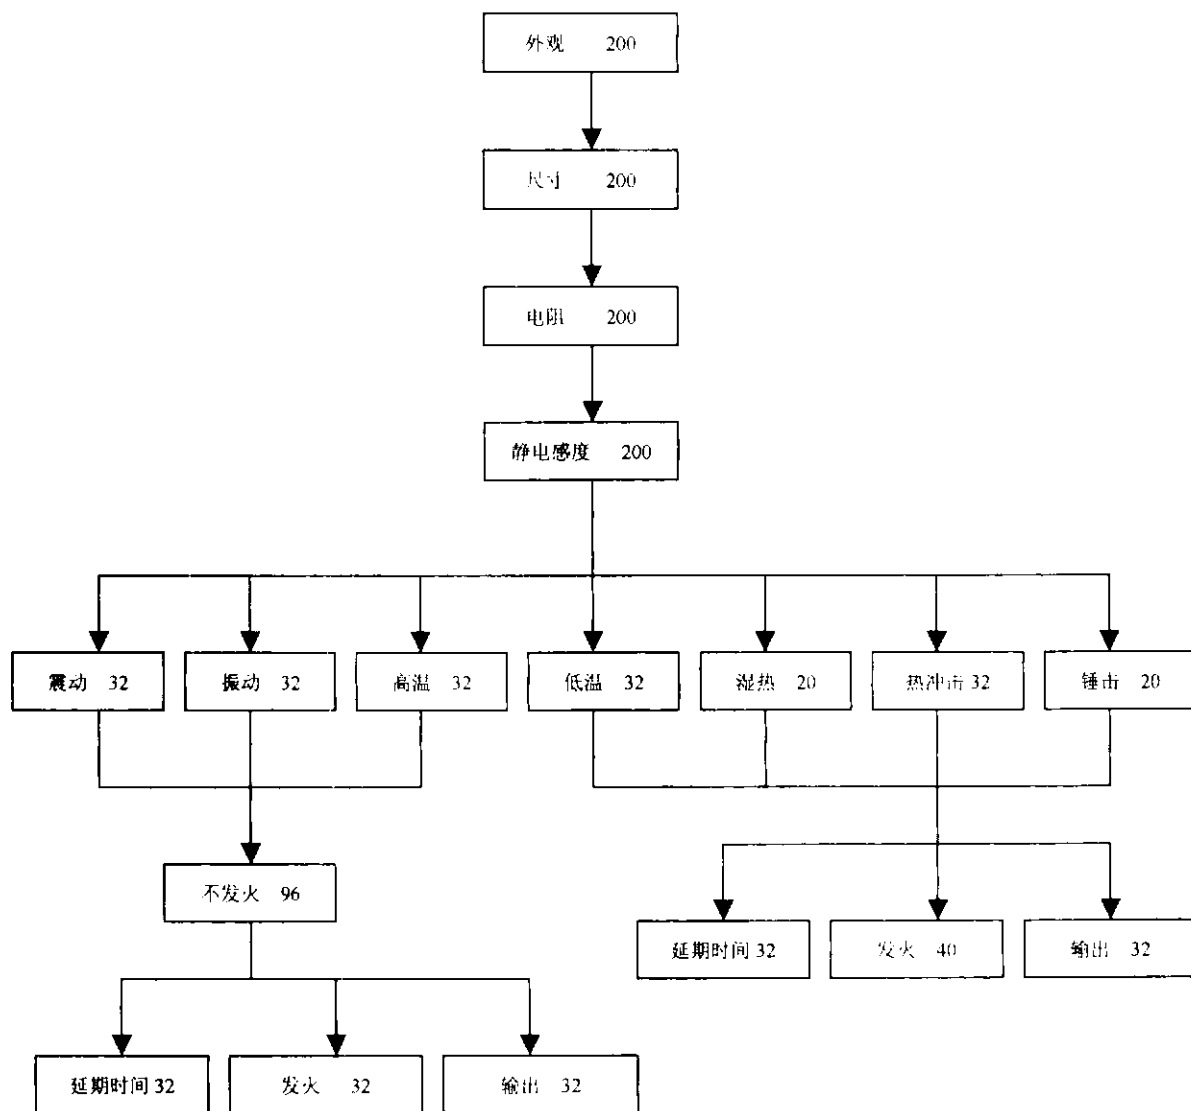 外观 200
尺寸 200
电阻 200
静电感度 200
震动 32
振动 32
高温 32
低温 32
湿热 20
热冲击 32
锤击 20
不发火 96
延期时间 32
发火 40
输出 32
延期时间 32
发火 32
输出 32